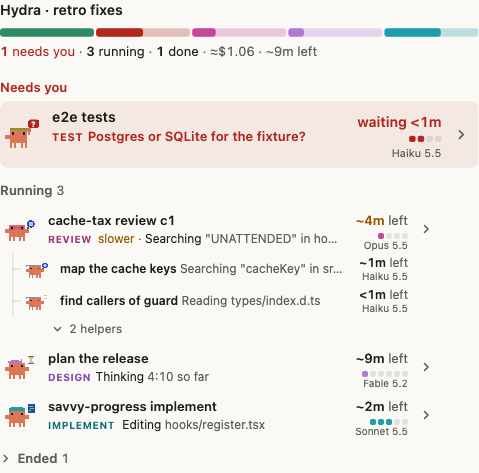 Hydra · retro fixes
1 needs you · 3 running · 1 done · ≈$1.06 · ~9m left
Needs you
e2e tests
waiting <1m
TEST Postgres or SQLite for the fixture?
Haiku 5.5
Running 3
cache-tax review c1
~4m left
REVIEW slower · Searching "UNATTENDED" in ho...
Opus 5.5
map the cache keys Searching "cacheKey" in sr...
~1m left
Haiku 5.5
find callers of guard Reading types/index.d.ts
<1m left
Haiku 5.5
2 helpers
plan the release
~9m left
DESIGN Thinking 4:10 so far
Fable 5.2
savvy-progress implement
~2m left
IMPLEMENT Editing hooks/register.tsx
Sonnet 5.5
Ended 1